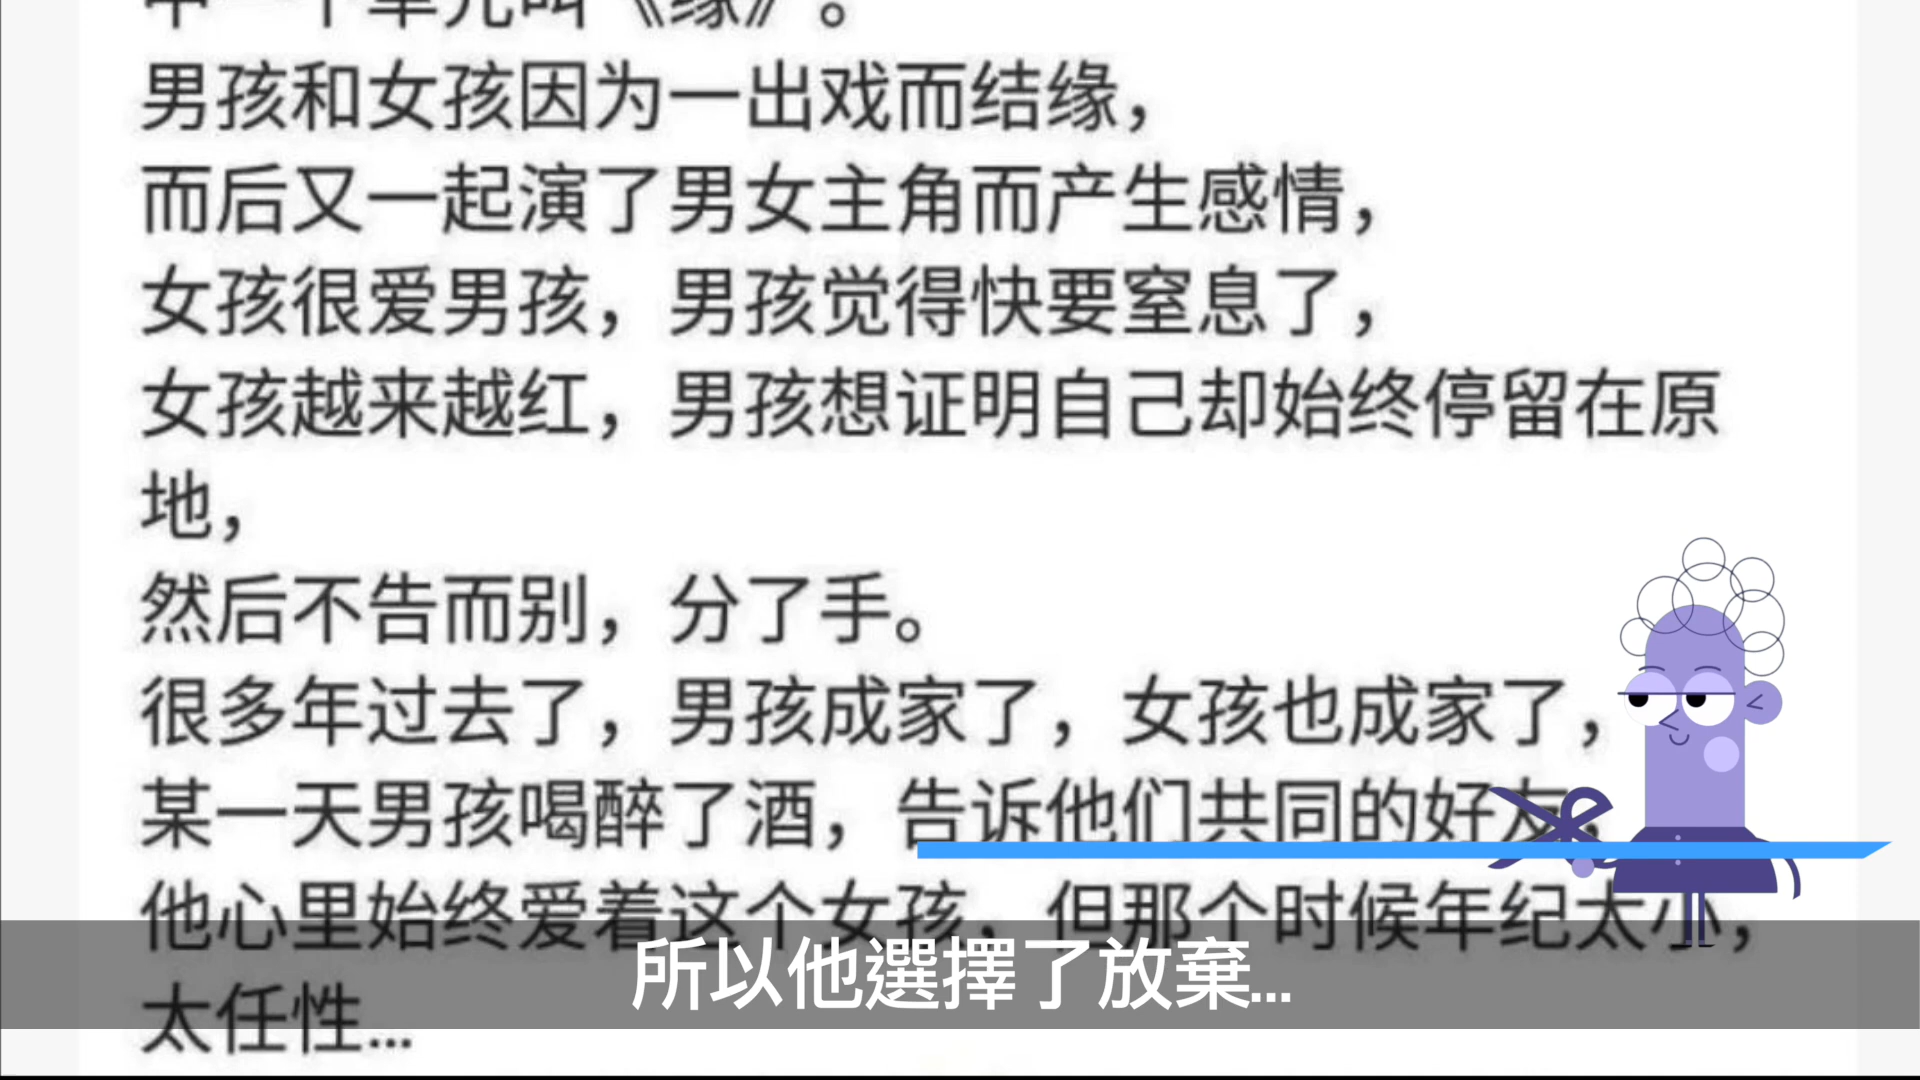 中一个单元叫《缘》。
男孩和女孩因为一出戏而结缘，
而后又一起演了男女主角而产生感情，
女孩很爱男孩，男孩觉得快要窒息了，
女孩越来越红，男孩想证明自己却始终停留在原
地，
然后不告而别，分了手。
很多年过去了，男孩成家了，女孩也成家了，
某一天男孩喝醉了酒，告诉他们共同的好友，
他心里始终爱着这个女孩，但那个时候年纪太小，
太任性...
所以他選擇了放棄...